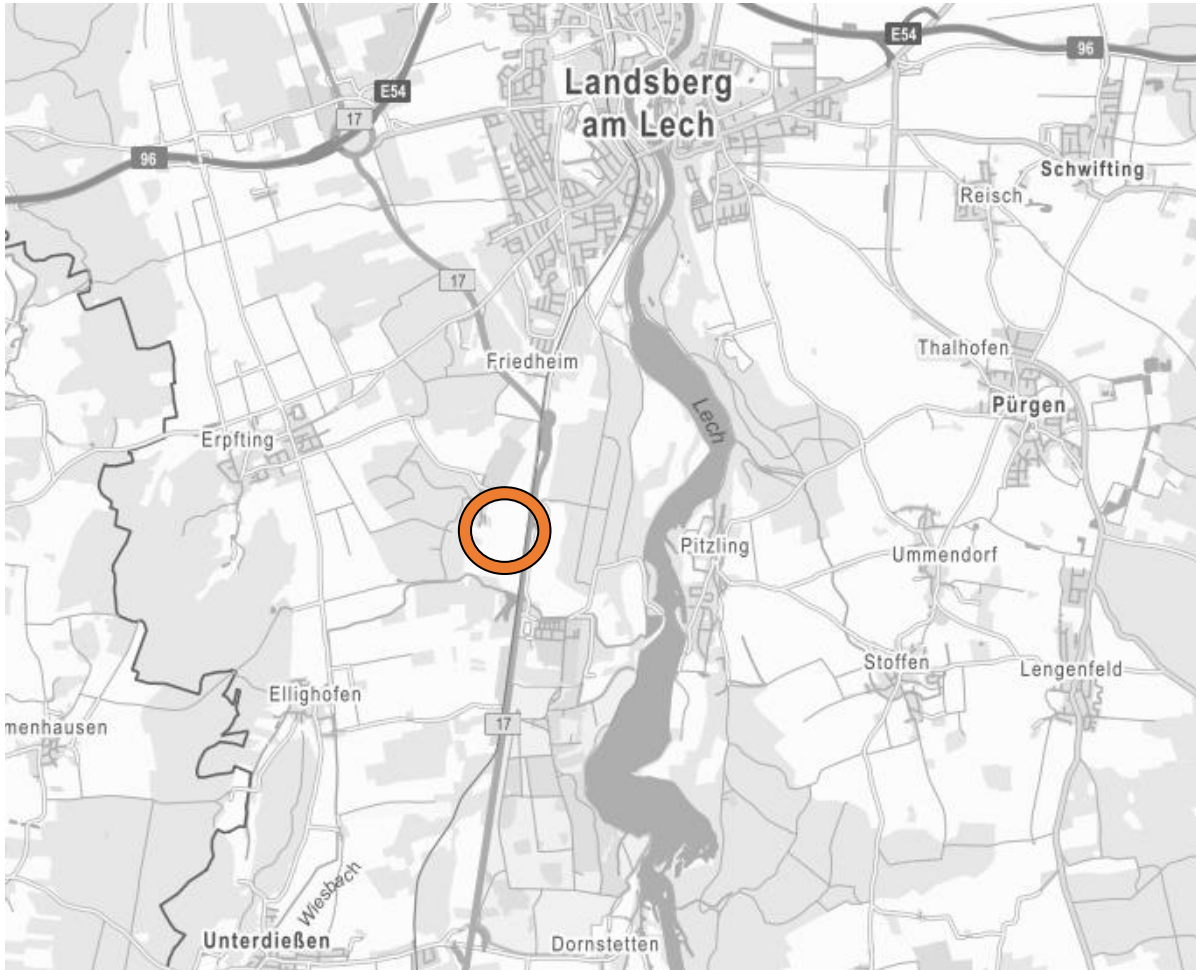 E54
96
E54
Landsberg
am Lech
17
96
Schwifting
Reisch
17
Thalhofen
Friedheim
Lech
Pürgen
Erpfting
Pitzling
Ummendorf
Stoffen
Lengenfeld
Ellighofen
menhausen
17
Wiesbach
Unterdießen
Dornstetten